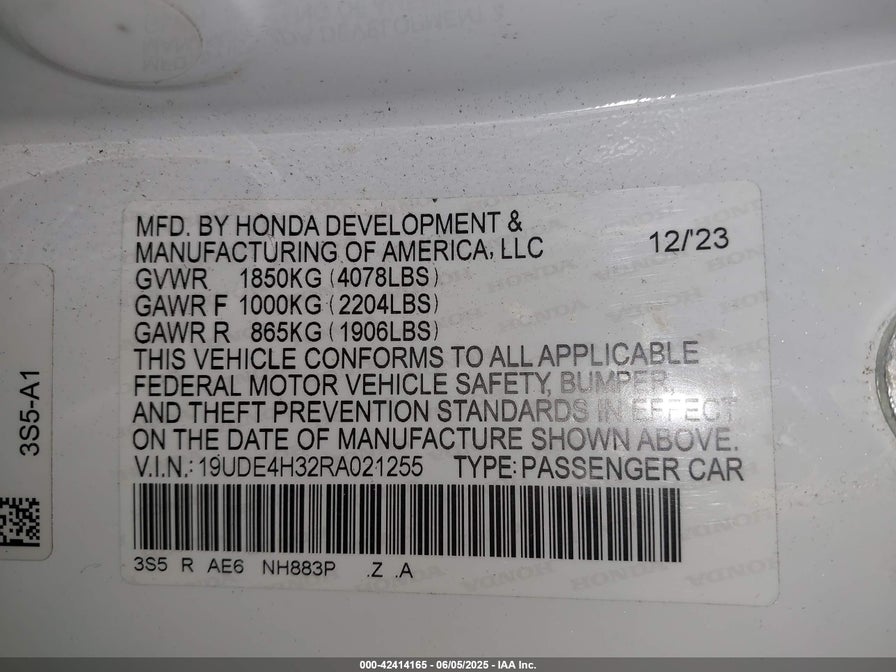 MFD. BY HONDA DEVELOPMENT &
MANUFACTURING OF AMERICA, LLC
12/'23
GVWR 1850KG (4078LBS)
GAWR F 1000KG (2204LBS)
GAWR R 865KG (1906LBS)
THIS VEHICLE CONFORMS TO ALL APPLICABLE
FEDERAL MOTOR VEHICLE SAFETY, BUMPER,
AND THEFT PREVENTION STANDARDS IN EFFECT
ON THE DATE OF MANUFACTURE SHOWN ABOVE.
V.I.N.: 19UDE4H32RA021255 TYPE: PASSENGER CAR
3S5 R AE6 NH883P .Z .A
3S5-A1
000-42414165 - 06/05/2025 - IAA Inc.